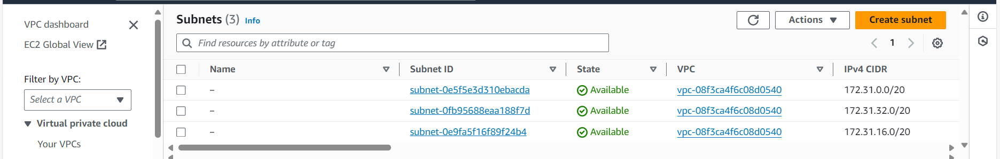 VPC dashboard
EC2 Global View
Filter by VPC:
Select a VPC
Virtual private cloud
Your VPCs
Subnets (3) Info
Actions
Create subnet
Find resources by attribute or tag
1
Name Subnet ID State VPC IPv4 CIDR
– subnet-0e5f5e3d310ebacda Available vpc-08f3ca4f6c08d0540 172.31.0.0/20
– subnet-0fb95688eaa188f7d Available vpc-08f3ca4f6c08d0540 172.31.32.0/20
– subnet-0e9fa5f16f89f24b4 Available vpc-08f3ca4f6c08d0540 172.31.16.0/20